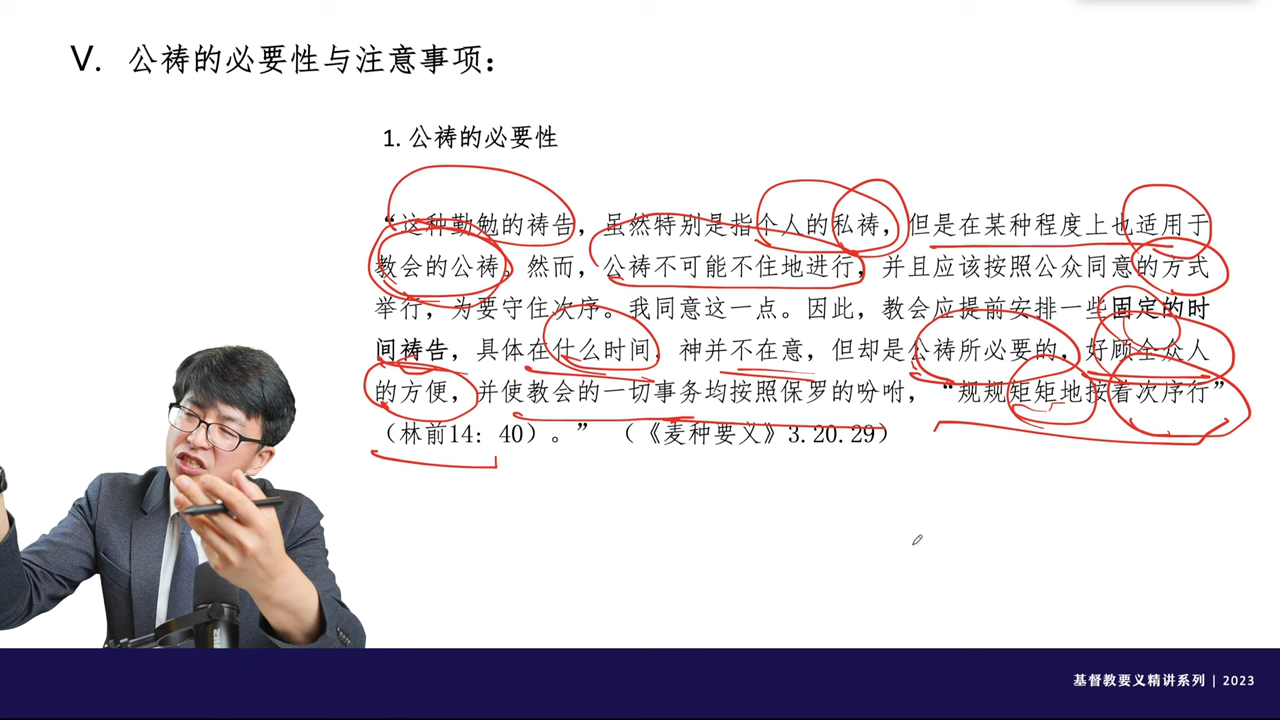 V. 公祷的必要性与注意事项：
1. 公祷的必要性
“这种勤勉的祷告，虽然特别是指个人的私祷，但是在某种程度上也适用于
教会的公祷。然而，公祷不可能不住地进行，并且应该按照公众同意的方式
举行，为要守住次序。我同意这一点。因此，教会应提前安排一些固定的时
间祷告，具体在什么时间，神并不在意，但却是公祷所必要的，好顾全众人
的方便，并使教会的一切事务均按照保罗的吩咐，“规规矩矩地按着次序行”
（林前14：40）。”（《麦种要义》3.20.29）
基督教要义精讲系列 | 2023